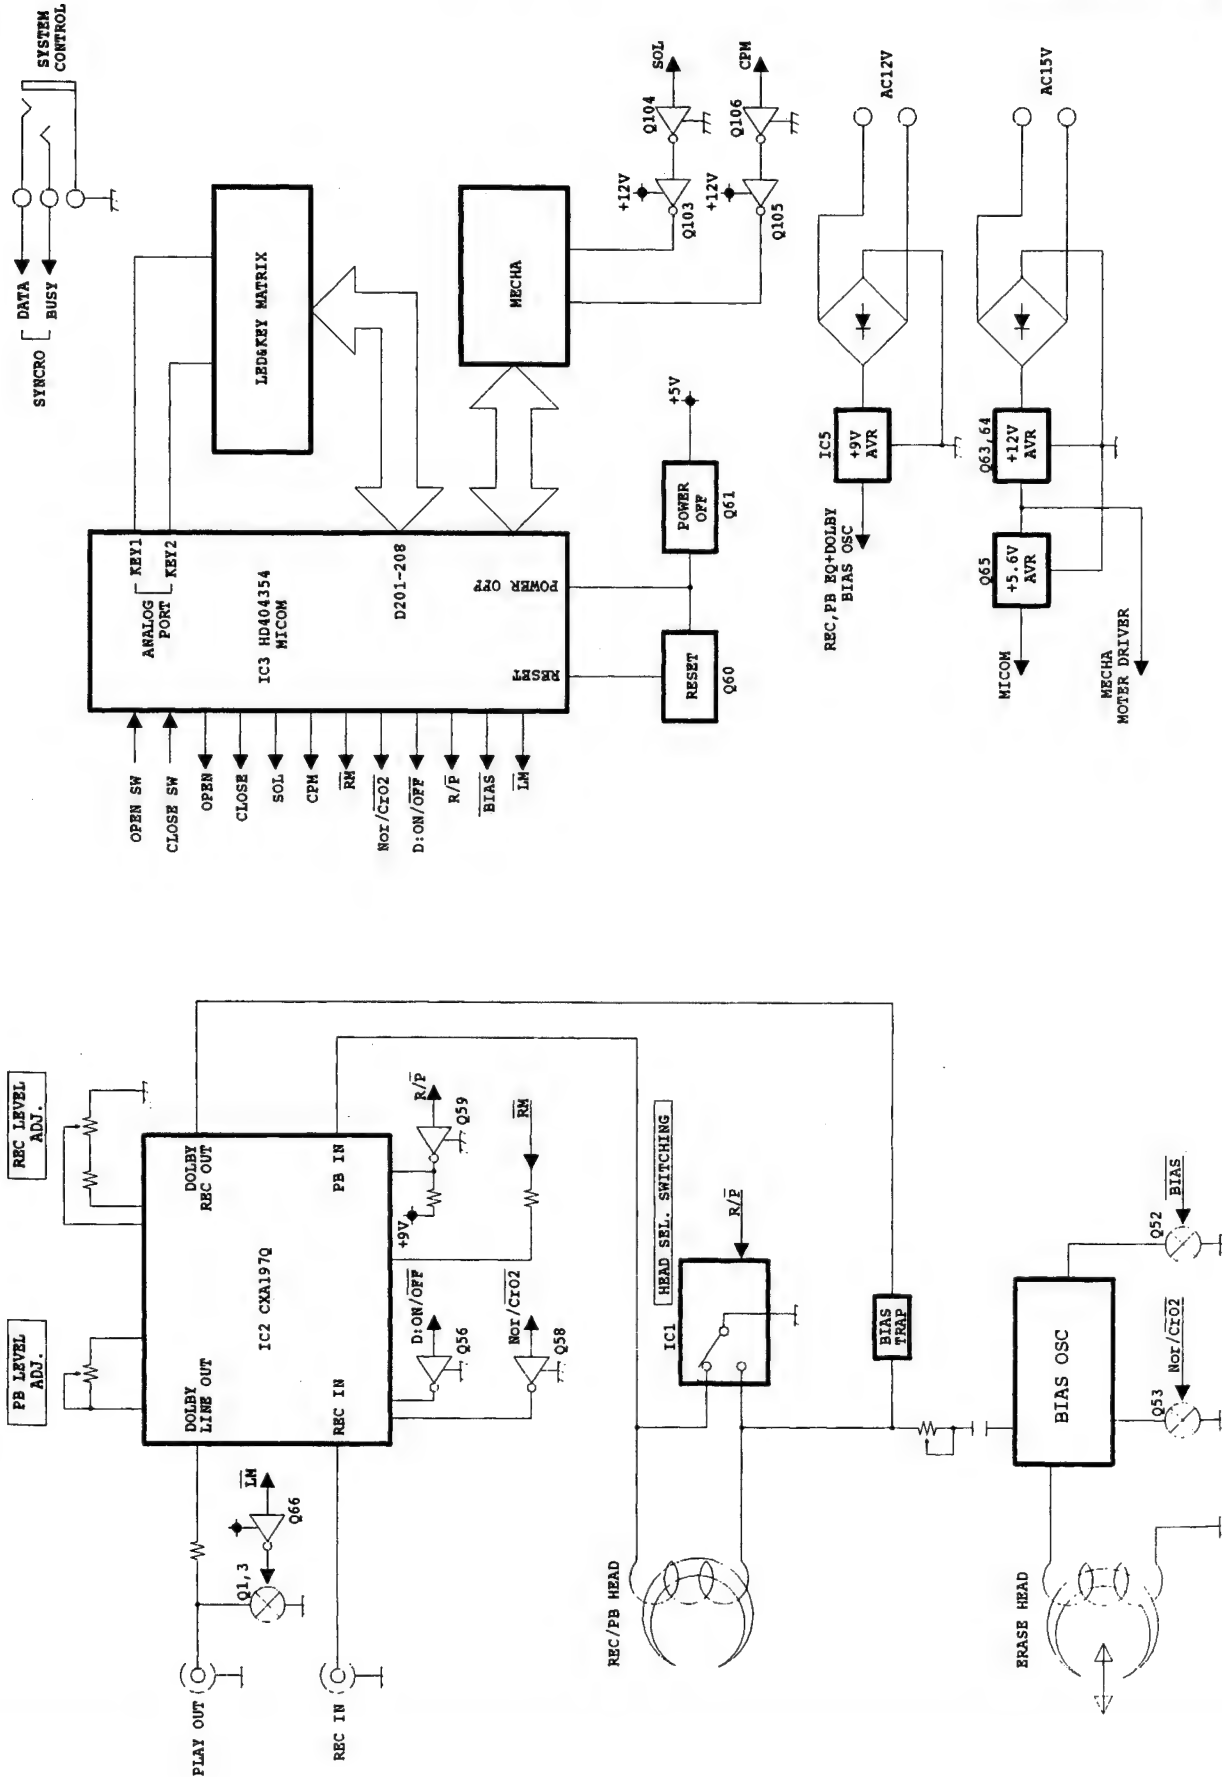 SYSTEM
CONTROL
SYNCRO
DATA
BUSY
LED&KEY MATRIX
MECHA
+12V
Q103
Q104
SOL
+12V
Q105
Q106
CPM
ANALOG
PORT
KEY1
KEY2
IC3 HD404354
MICOM
D201-208
POWER OFF
RESET
OPEN SW
CLOSE SW
OPEN
CLOSE
SOL
CPM
RM
Nor/CrO2
D:ON/OFF
R/P
BIAS
LM
RESET
Q60
POWER
OFF
Q61
+5V
AC12V
IC5
+9V
AVR
REC,PB EQ+DOLBY
BIAS OSC
AC15V
Q63,64
+12V
AVR
Q65
+5.6V
AVR
MICOM
MECHA
MOTER DRIVER
REC LEVEL
ADJ.
PB LEVEL
ADJ.
DOLBY
REC OUT
PB IN
IC2 CXA197Q
DOLBY
LINE OUT
REC IN
R/P
Q59
+9V
RM
D:ON/OFF
Q56
Nor/CrO2
Q58
LM
Q66
Q1,3
PLAY OUT
REC IN
HEAD SEL. SWITCHING
IC1
R/P
REC/PB HEAD
BIAS
TRAP
BIAS OSC
Q52
BIAS
Q53
Nor/CrO2
ERASE HEAD